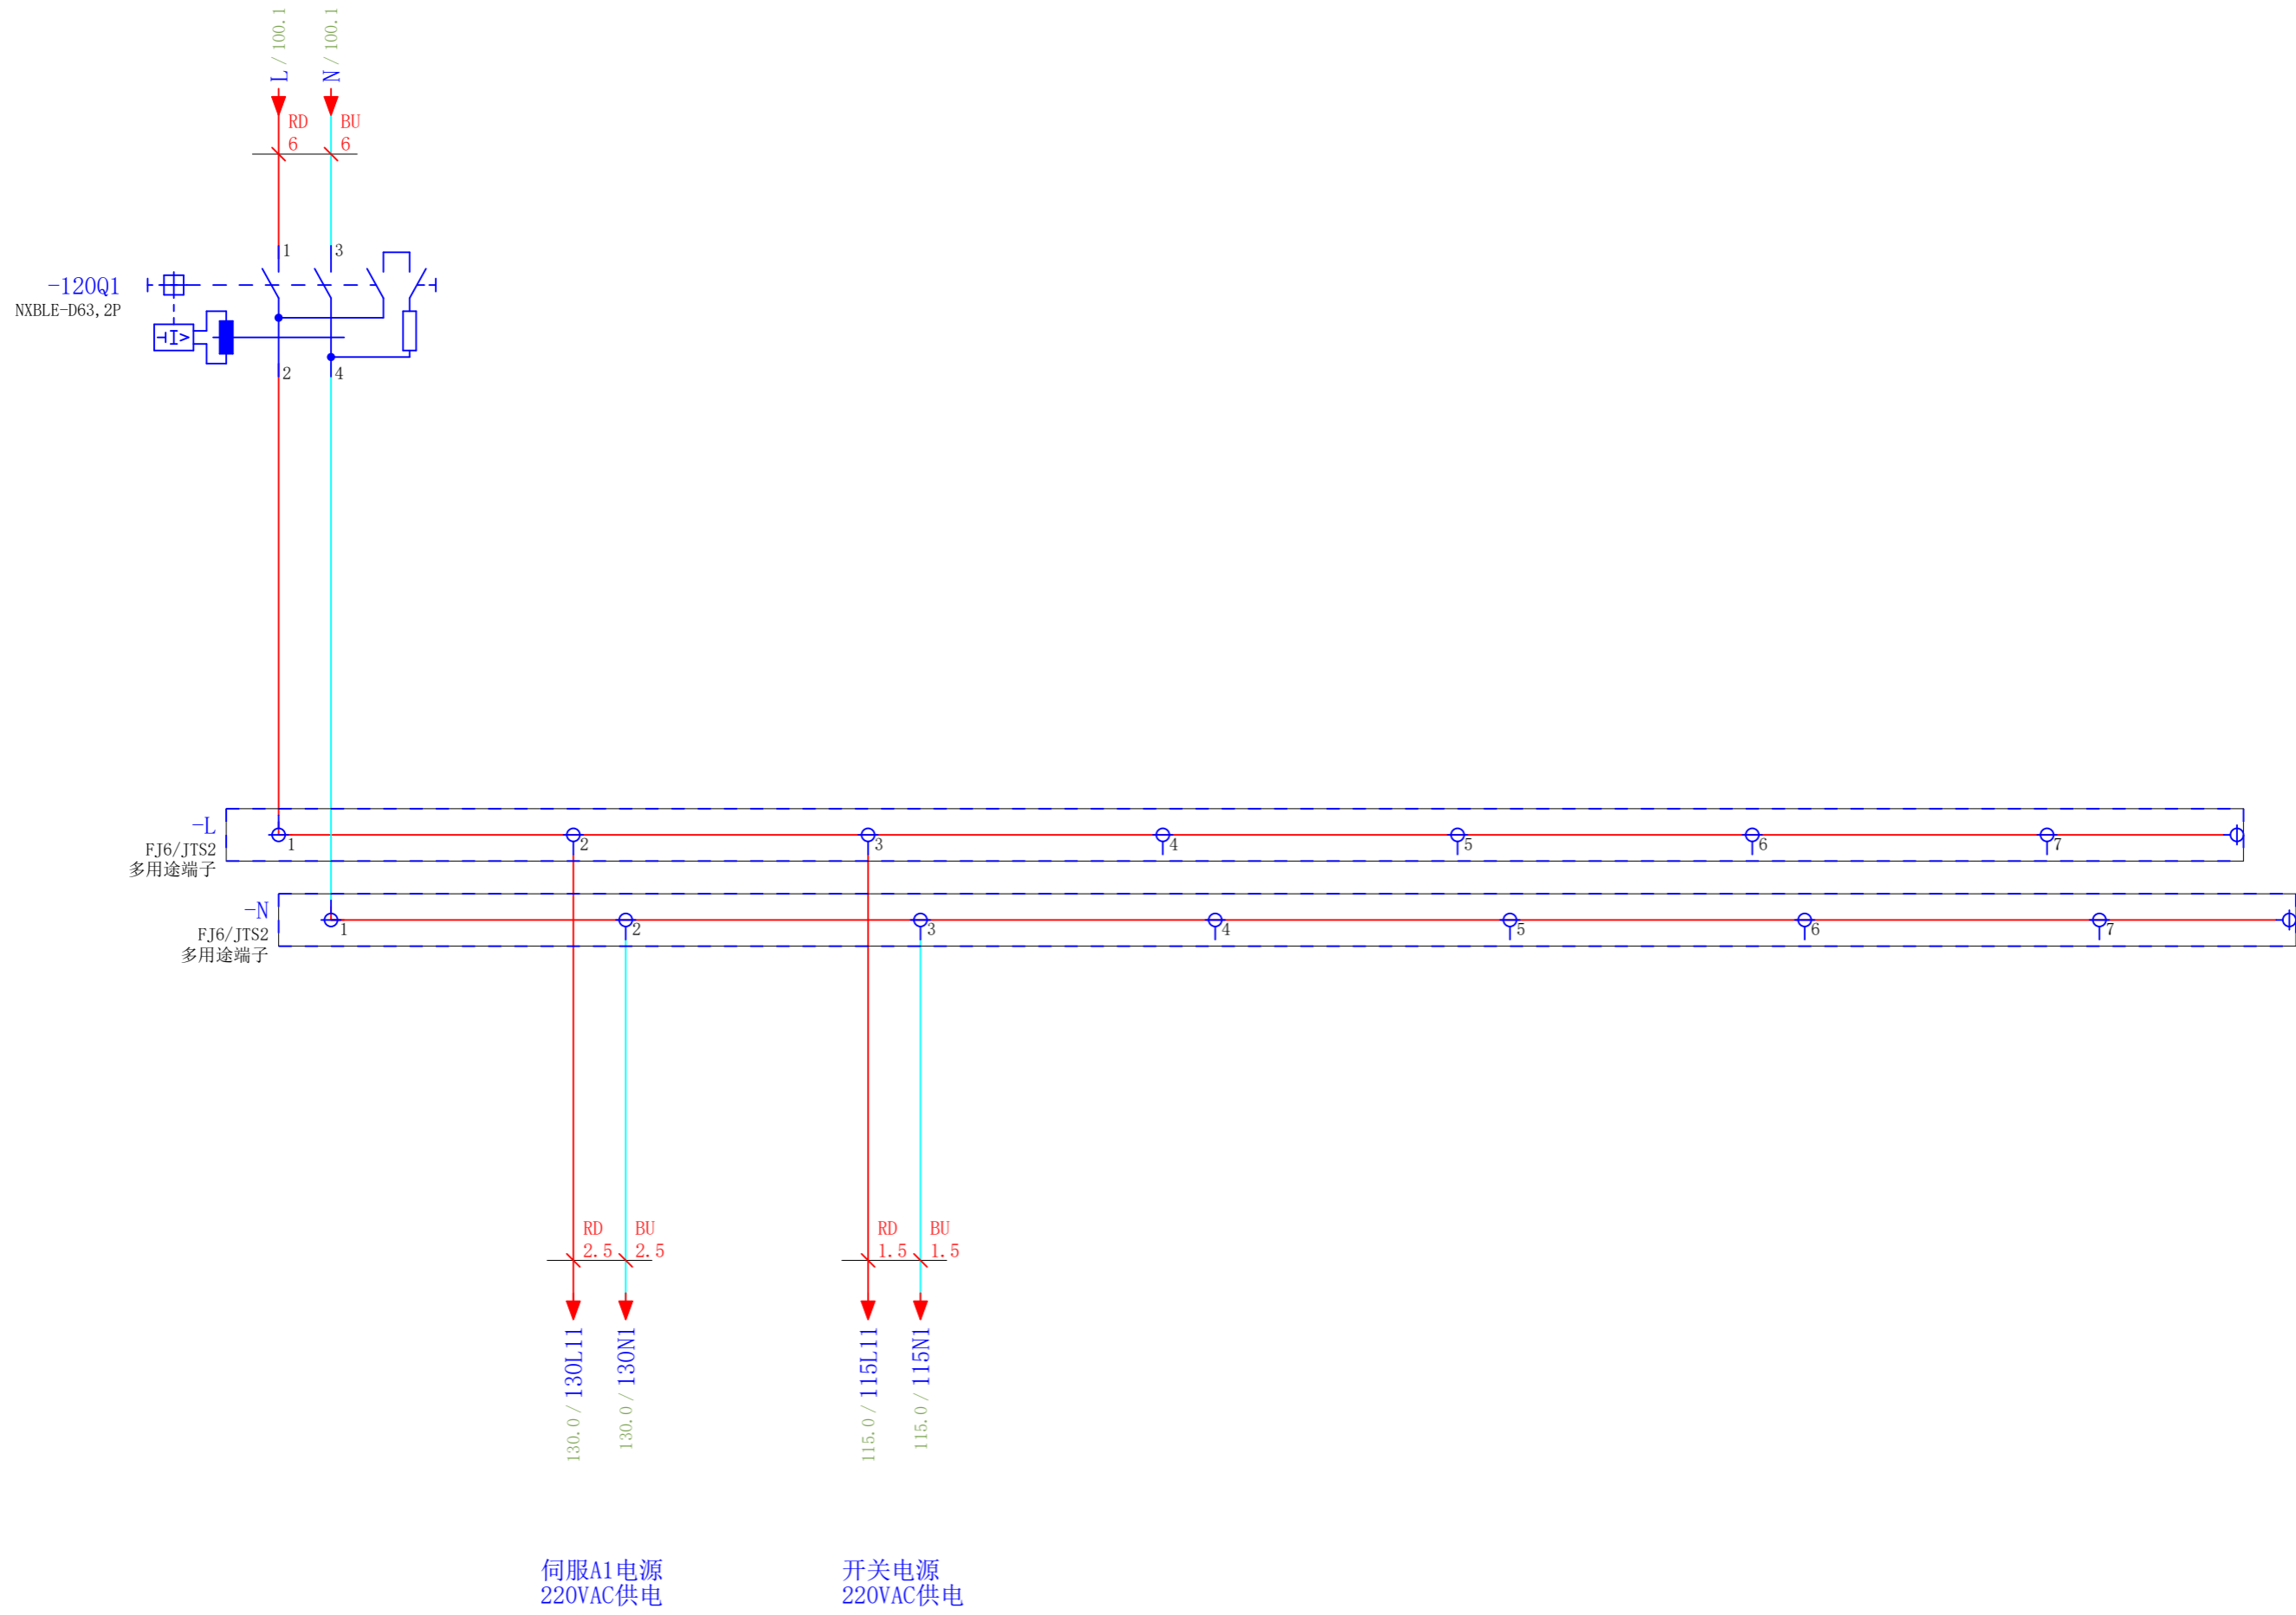 L / 100.1
N / 100.1
RD
6
BU
6
1
3
-120Q1
NXBLE-D63,2P
⊣I>
2
4
-L
FJ6/JTS2
多用途端子
1
2
3
4
5
6
7
-N
FJ6/JTS2
多用途端子
1
2
3
4
5
6
7
RD
2.5
BU
2.5
RD
1.5
BU
1.5
130.0 / 130L11
130.0 / 130N1
115.0 / 115L11
115.0 / 115N1
伺服A1电源
220VAC供电
开关电源
220VAC供电